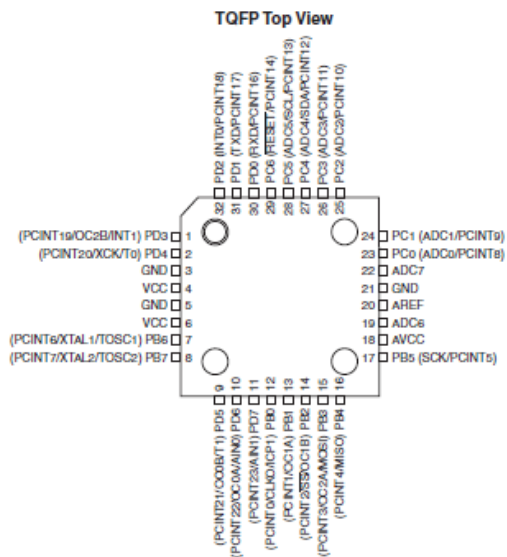 TQFP Top View
PD2 (INT0/PCINT18)
PD1 (TXD/PCINT17)
PD0 (RXD/PCINT16)
PC6 (RESET/PCINT14)
PC5 (ADC5/SCL/PCINT13)
PC4 (ADC4/SDA/PCINT12)
PC3 (ADC3/PCINT11)
PC2 (ADC2/PCINT10)
32
31
30
29
28
27
26
25
(PCINT19/OC2B/INT1) PD3 1
(PCINT20/XCK/T0) PD4 2
GND 3
VCC 4
GND 5
VCC 6
(PCINT6/XTAL1/TOSC1) PB6 7
(PCINT7/XTAL2/TOSC2) PB7 8
24 PC1 (ADC1/PCINT9)
23 PC0 (ADC0/PCINT8)
22 ADC7
21 GND
20 AREF
19 ADC6
18 AVCC
17 PB5 (SCK/PCINT5)
9
10
11
12
13
14
15
16
(PCINT21/OC0B/T1) PD5
(PCINT22/OC0A/AIN0) PD6
(PCINT23/AIN1) PD7
(PCINT0/CLKO/ICP1) PB0
(PCINT1/OC1A) PB1
(PCINT2/SS/OC1B) PB2
(PCINT3/OC2A/MOSI) PB3
(PCINT4/MISO) PB4